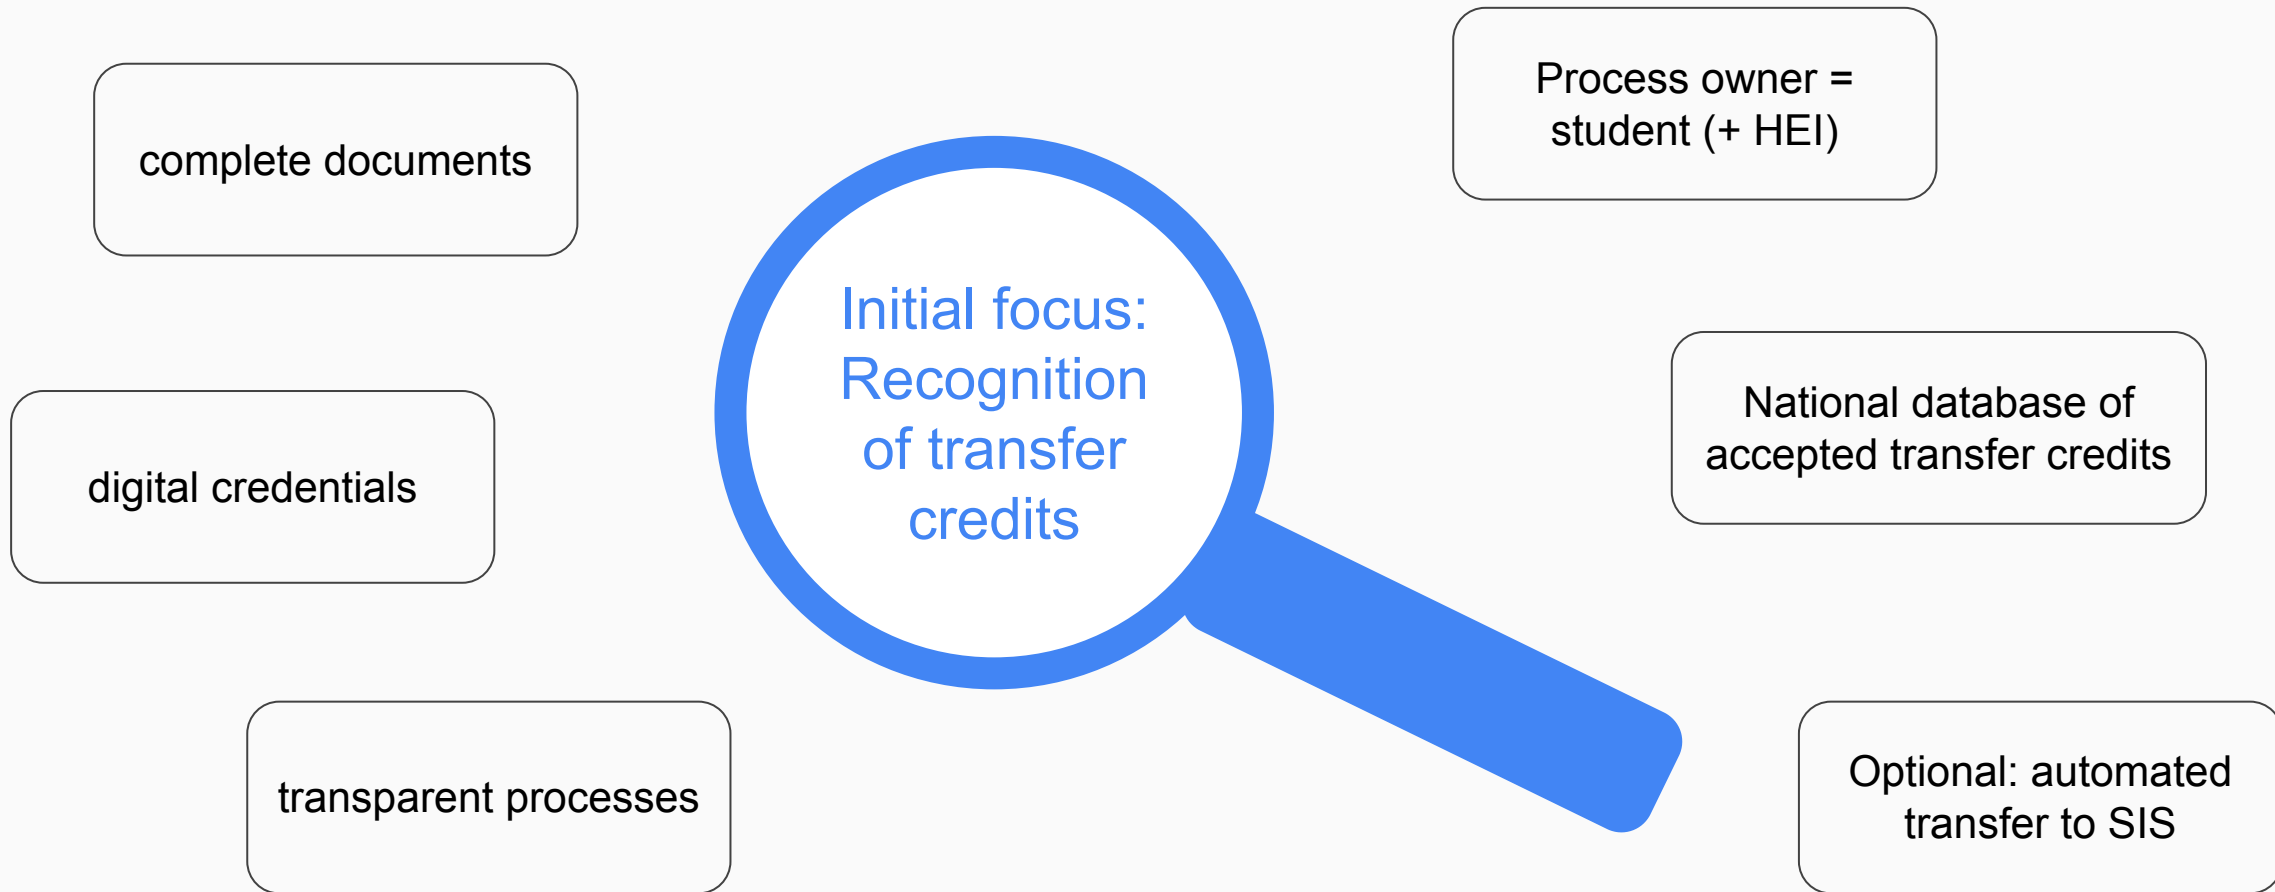 complete documents
digital credentials
transparent processes
Initial focus:
Recognition
of transfer
credits
Process owner =
student (+ HEI)
National database of
accepted transfer credits
Optional: automated
transfer to SIS